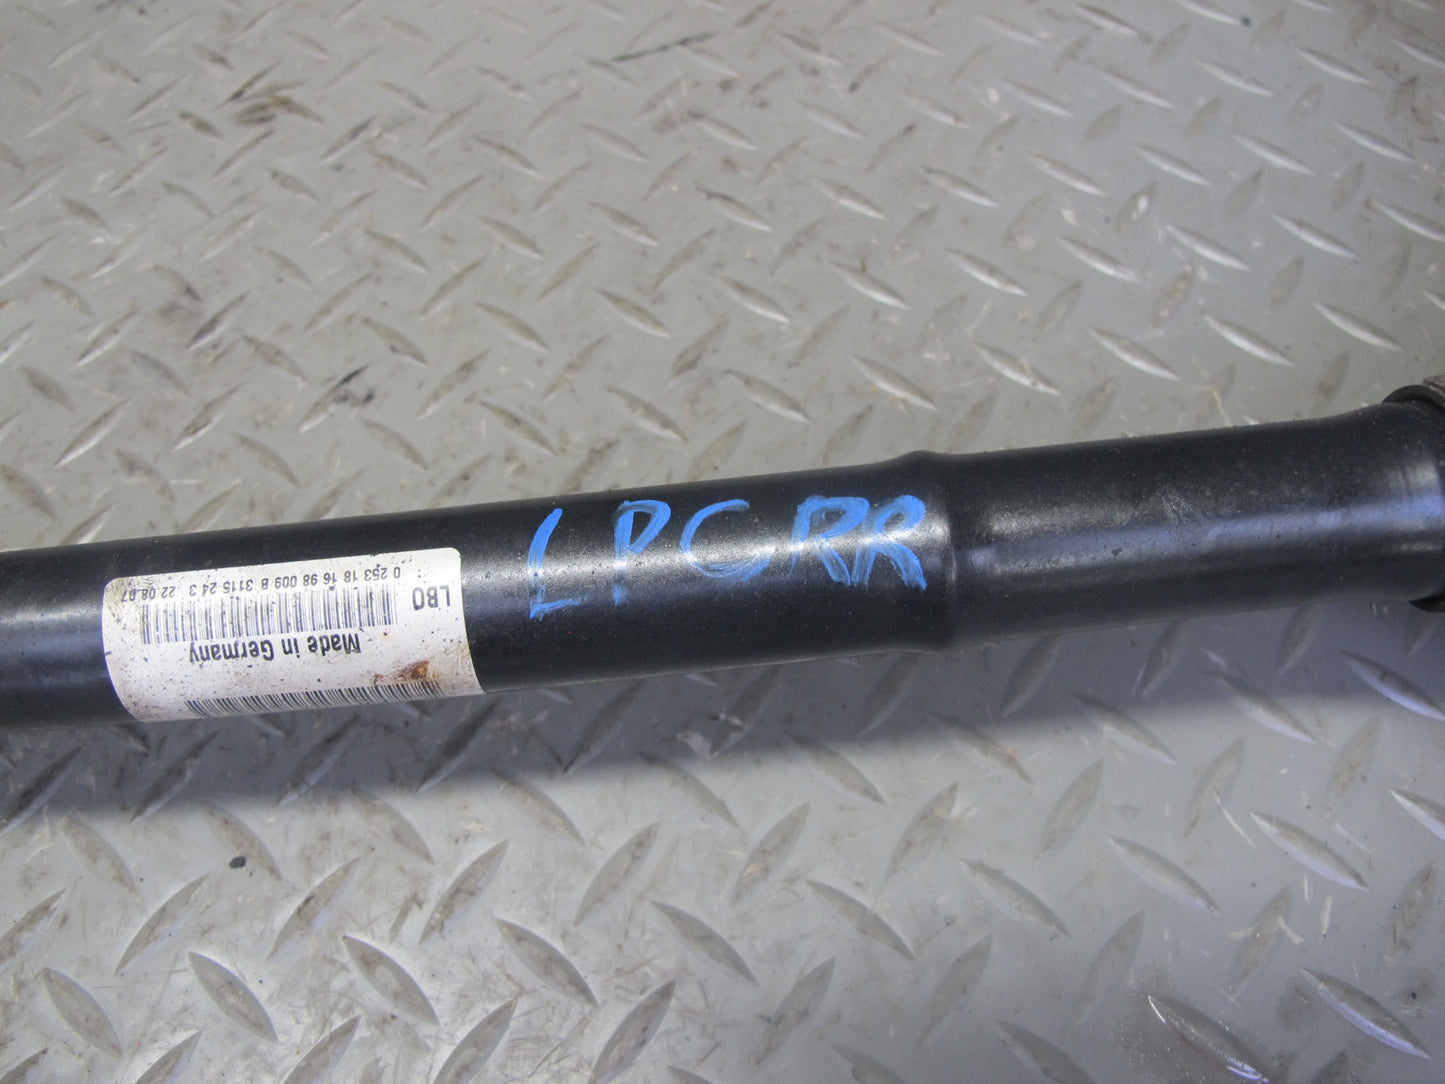 LPCRR
Made in Germany
LBO
0 253 18 16 98 009 B 3115 24 3 22 08 07